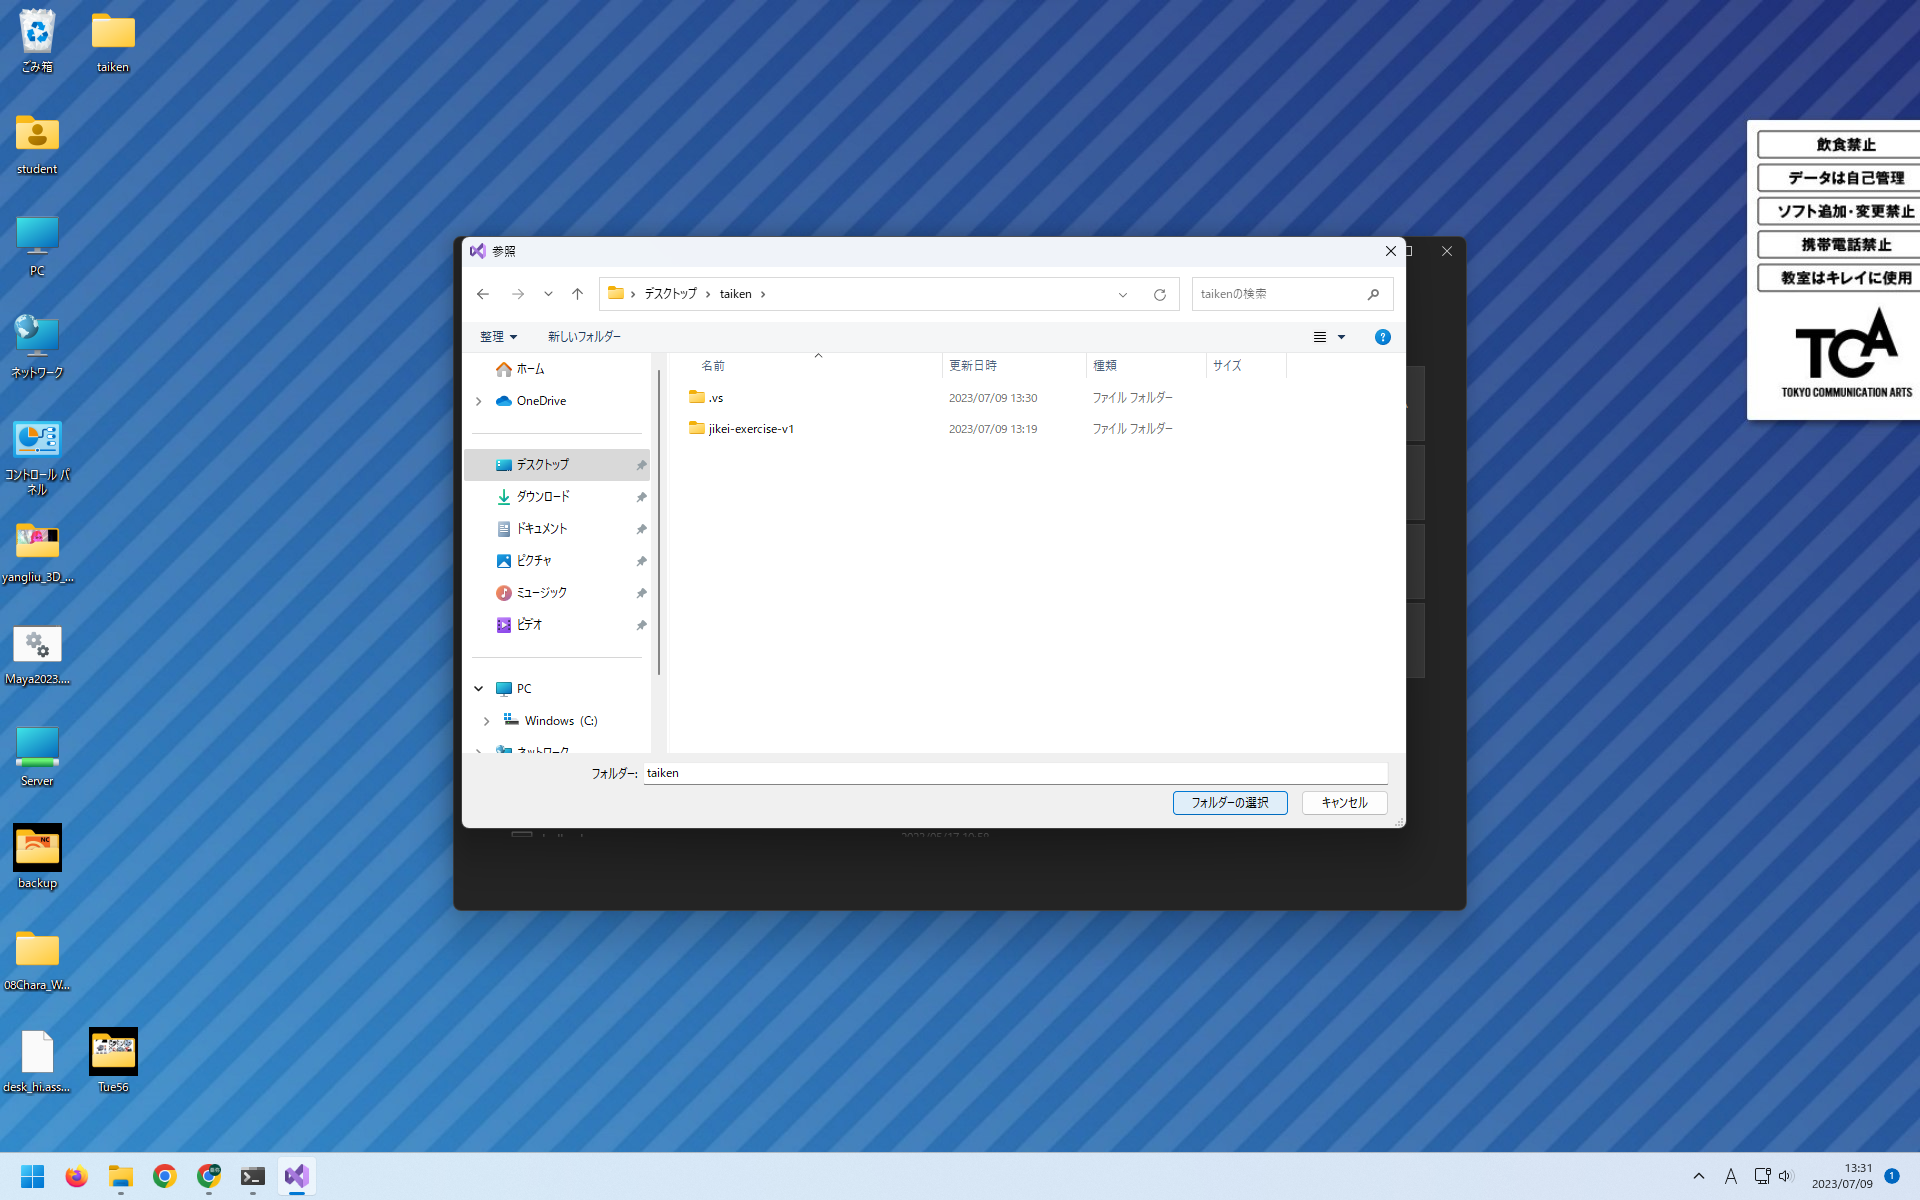 ごみ箱
taiken
student
PC
ネットワーク
コントロール パ
ネル
yangliu_3D_...
Maya2023....
Server
backup
08Chara_W...
desk_hi.ass...
Tue56
飲食禁止
データは自己管理
ソフト追加・変更禁止
携帯電話禁止
教室はキレイに使用
TCA
TOKYO COMMUNICATION ARTS
参照
デスクトップ > taiken >
taikenの検索
整理
新しいフォルダー
ホーム
OneDrive
デスクトップ
ダウンロード
ドキュメント
ピクチャ
ミュージック
ビデオ
PC
Windows (C:)
ネットワーク
名前 更新日時 種類 サイズ
.vs 2023/07/09 13:30 ファイル フォルダー
jikei-exercise-v1 2023/07/09 13:19 ファイル フォルダー
フォルダー: taiken
フォルダーの選択 キャンセル
A
13:31
2023/07/09
1